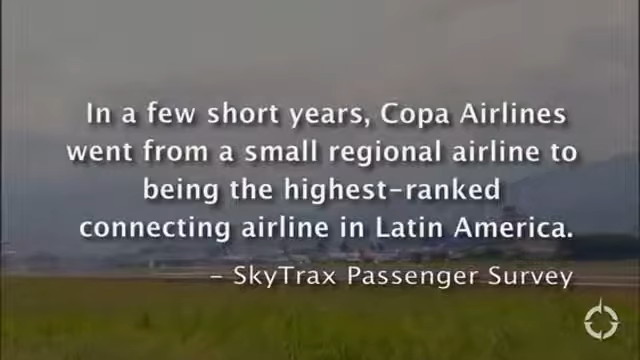 In a few short years, Copa Airlines
went from a small regional airline to
being the highest-ranked
connecting airline in Latin America.
– SkyTrax Passenger Survey